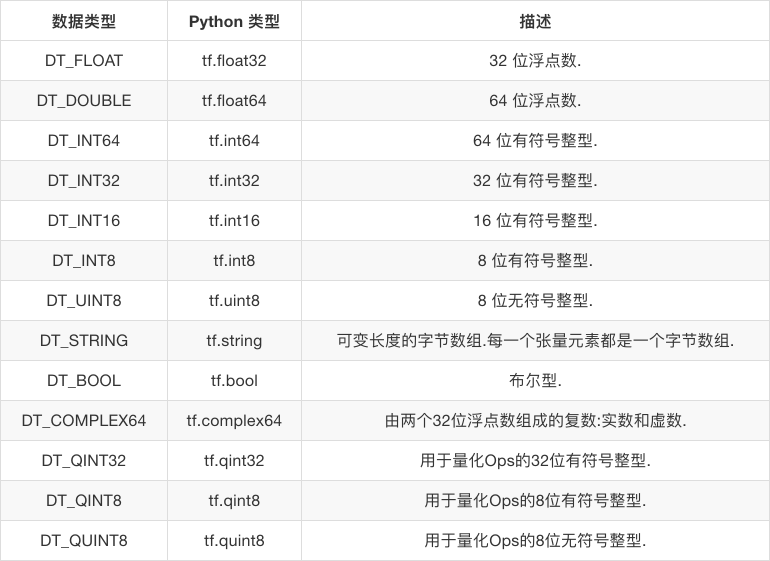 数据类型 Python 类型 描述
DT_FLOAT tf.float32 32 位浮点数.
DT_DOUBLE tf.float64 64 位浮点数.
DT_INT64 tf.int64 64 位有符号整型.
DT_INT32 tf.int32 32 位有符号整型.
DT_INT16 tf.int16 16 位有符号整型.
DT_INT8 tf.int8 8 位有符号整型.
DT_UINT8 tf.uint8 8 位无符号整型.
DT_STRING tf.string 可变长度的字节数组.每一个张量元素都是一个字节数组.
DT_BOOL tf.bool 布尔型.
DT_COMPLEX64 tf.complex64 由两个32位浮点数组成的复数:实数和虚数.
DT_QINT32 tf.qint32 用于量化Ops的32位有符号整型.
DT_QINT8 tf.qint8 用于量化Ops的8位有符号整型.
DT_QUINT8 tf.quint8 用于量化Ops的8位无符号整型.